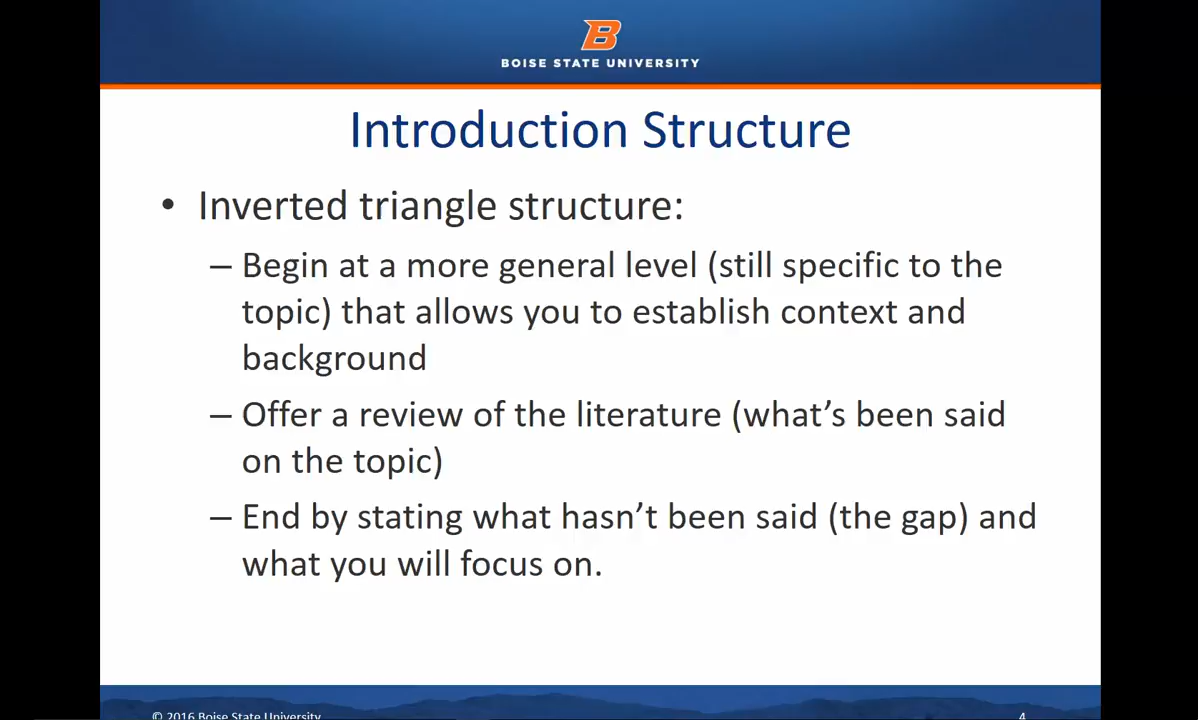 B
BOISE STATE UNIVERSITY
Introduction Structure
• Inverted triangle structure:
– Begin at a more general level (still specific to the
topic) that allows you to establish context and
background
– Offer a review of the literature (what’s been said
on the topic)
– End by stating what hasn’t been said (the gap) and
what you will focus on.
© 2016 Boise State University
4